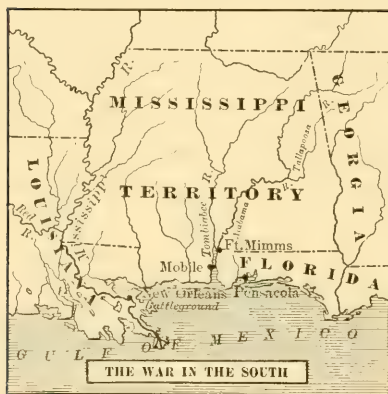 MISSISSIPPI
TERRITORY
GEORGIA
LOUISIANA
FLORIDA
Mississippi
R.
Red
R.
Tombigbee
R.
Alabama
R.
Tallapoosa
R.
Ft. Mimms
Mobile
Pensacola
New Orleans
Battleground
GULF OF MEXICO
THE WAR IN THE SOUTH